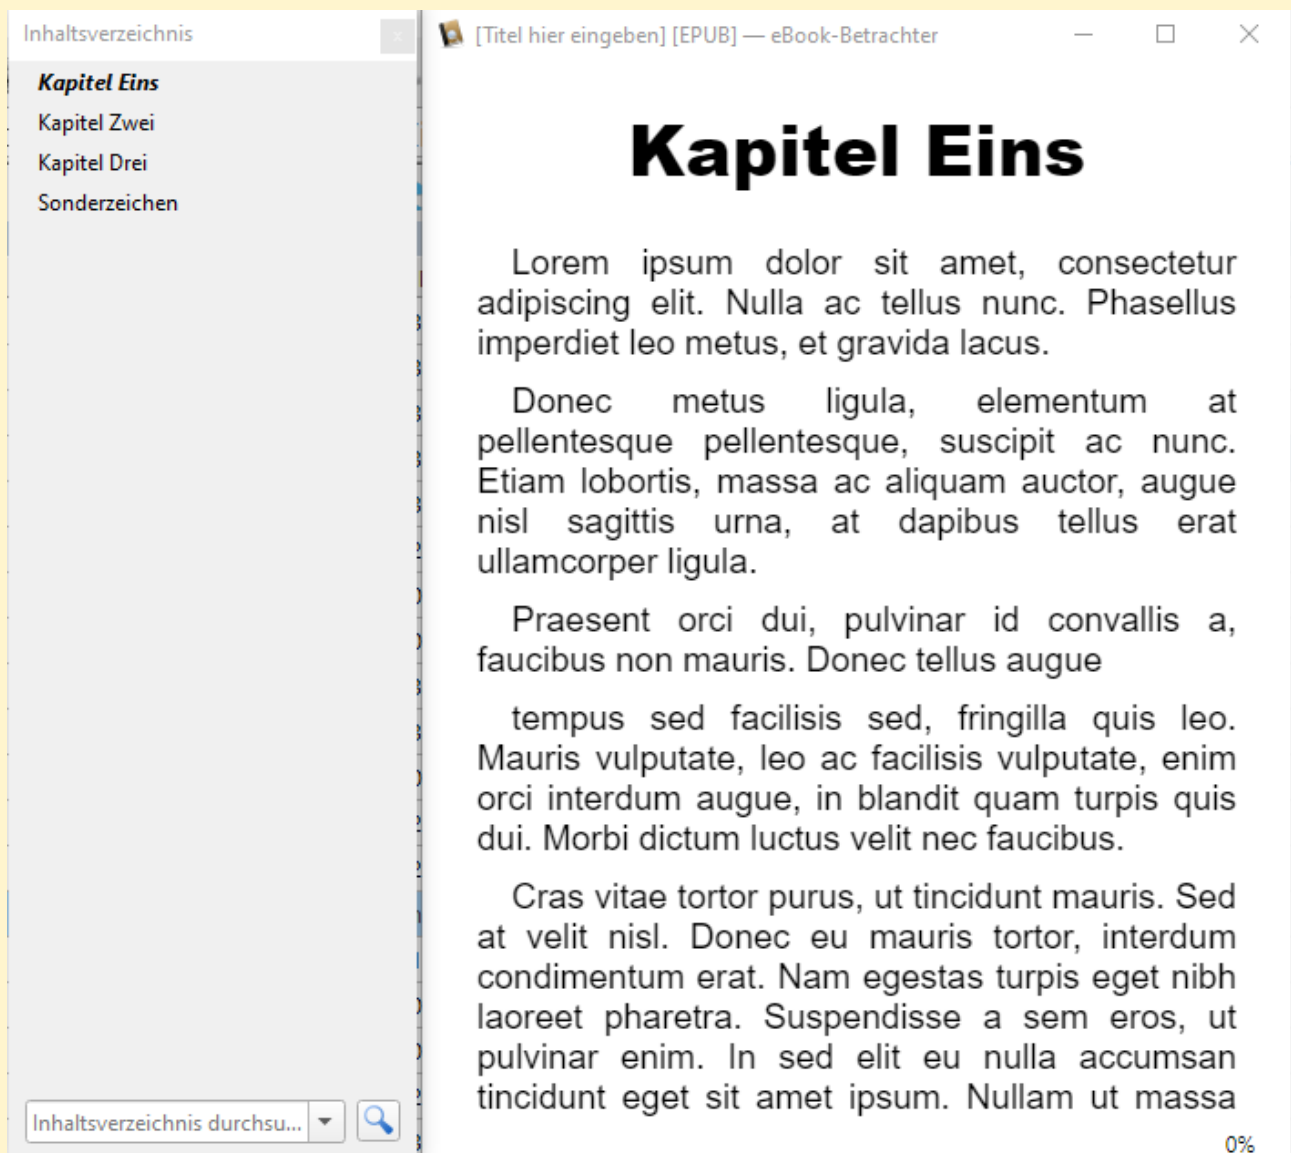 Inhaltsverzeichnis
Kapitel Eins
Kapitel Zwei
Kapitel Drei
Sonderzeichen
Inhaltsverzeichnis durchsu...
[Titel hier eingeben] [EPUB] — eBook-Betrachter
Kapitel Eins
Lorem ipsum dolor sit amet, consectetur
adipiscing elit. Nulla ac tellus nunc. Phasellus
imperdiet leo metus, et gravida lacus.
Donec metus ligula, elementum at
pellentesque pellentesque, suscipit ac nunc.
Etiam lobortis, massa ac aliquam auctor, augue
nisl sagittis urna, at dapibus tellus erat
ullamcorper ligula.
Praesent orci dui, pulvinar id convallis a,
faucibus non mauris. Donec tellus augue
tempus sed facilisis sed, fringilla quis leo.
Mauris vulputate, leo ac facilisis vulputate, enim
orci interdum augue, in blandit quam turpis quis
dui. Morbi dictum luctus velit nec faucibus.
Cras vitae tortor purus, ut tincidunt mauris. Sed
at velit nisl. Donec eu mauris tortor, interdum
condimentum erat. Nam egestas turpis eget nibh
laoreet pharetra. Suspendisse a sem eros, ut
pulvinar enim. In sed elit eu nulla accumsan
tincidunt eget sit amet ipsum. Nullam ut massa
0%